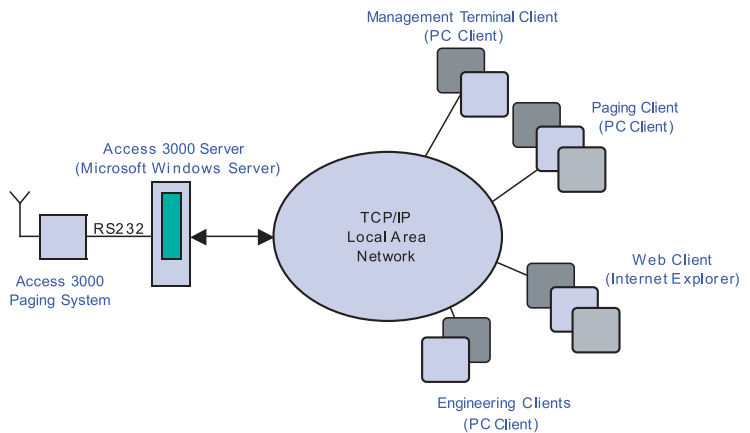 Management Terminal Client
(PC Client)
Paging Client
(PC Client)
Access 3000 Server
(Microsoft Windows Server)
TCP/IP
Local Area
Network
RS232
Access 3000
Paging System
Web Client
(Internet Explorer)
Engineering Clients
(PC Client)